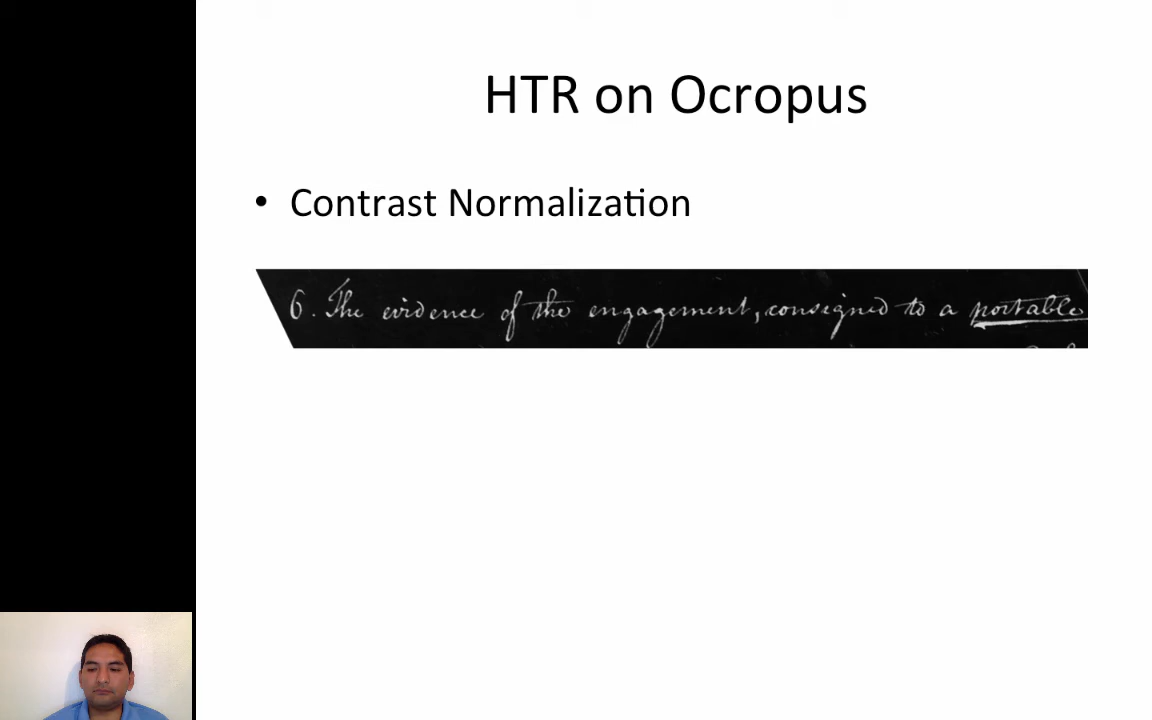 HTR on Ocropus
• Contrast Normalization
6. The evidence of the engagement, consigned to a portable